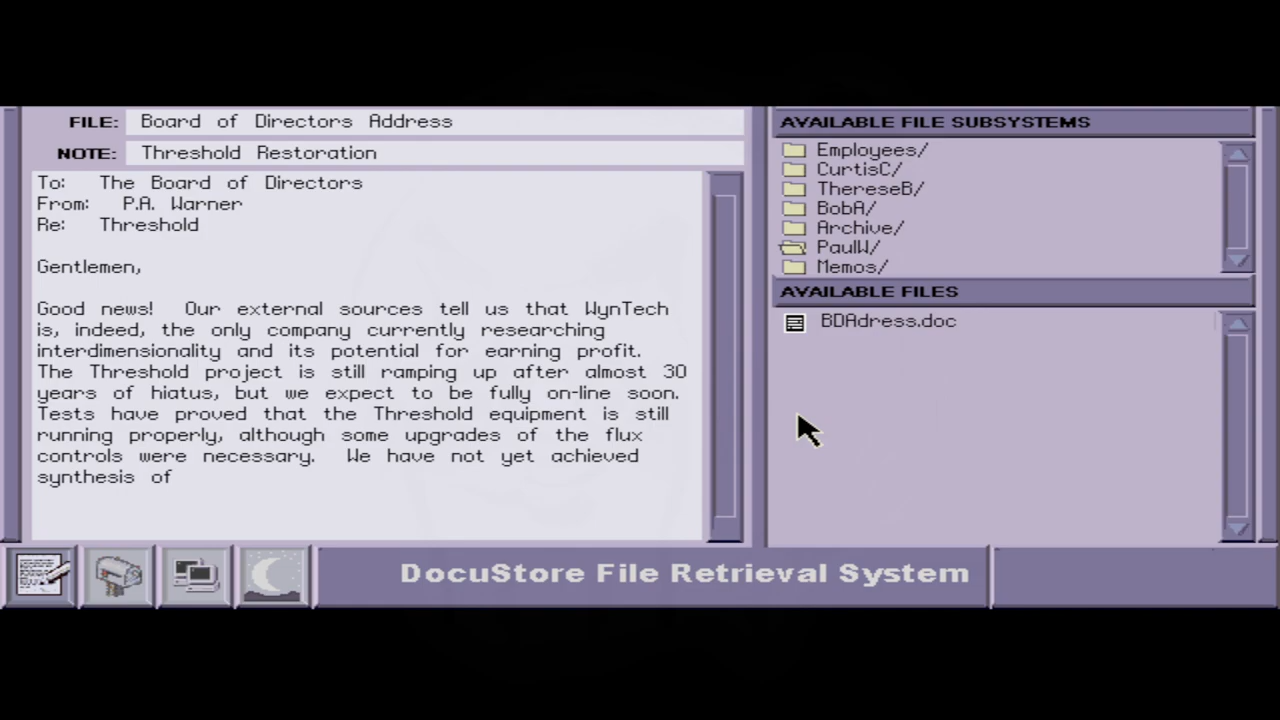 FILE: Board of Directors Address
NOTE: Threshold Restoration
To: The Board of Directors
From: P.A. Warner
Re: Threshold
Gentlemen,
Good news! Our external sources tell us that WynTech
is, indeed, the only company currently researching
interdimensionality and its potential for earning profit.
The Threshold project is still ramping up after almost 30
years of hiatus, but we expect to be fully on-line soon.
Tests have proved that the Threshold equipment is still
running properly, although some upgrades of the flux
controls were necessary. We have not yet achieved
synthesis of
AVAILABLE FILE SUBSYSTEMS
Employees/
CurtisC/
ThereseB/
BobA/
Archive/
PaulW/
Memos/
AVAILABLE FILES
BDAdress.doc
DocuStore File Retrieval System